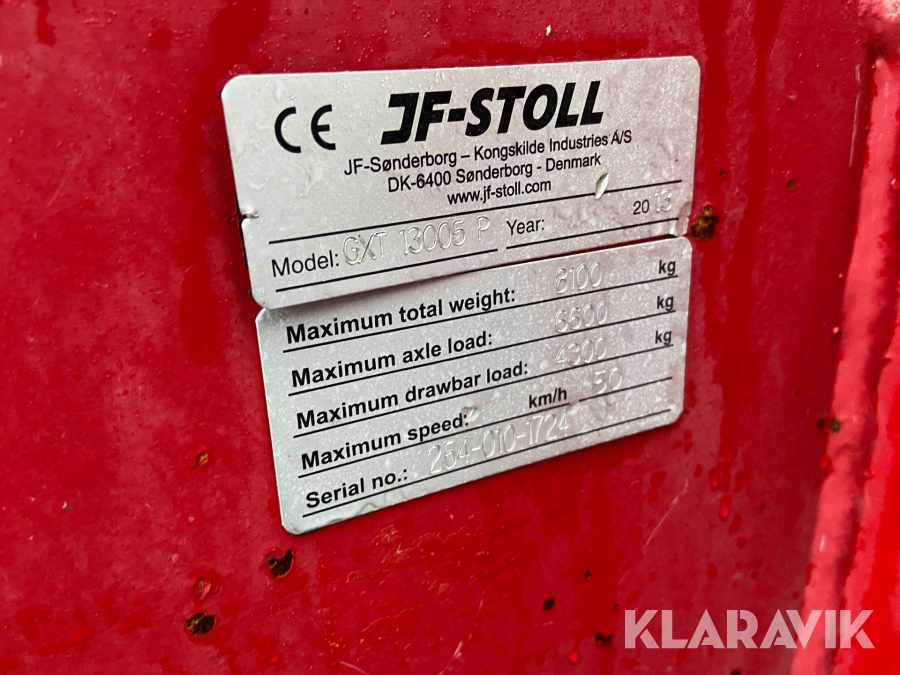 CE JF-STOLL
JF-Sønderborg – Kongskilde Industries A/S
DK-6400 Sønderborg - Denmark
www.jf-stoll.com
Model: GXT 13005 P Year: 2013
Maximum total weight: 8100 kg
Maximum axle load: 6600 kg
Maximum drawbar load: 4300 kg
Maximum speed: km/h 50
Serial no.: 254-010-1724
KLARAVIK